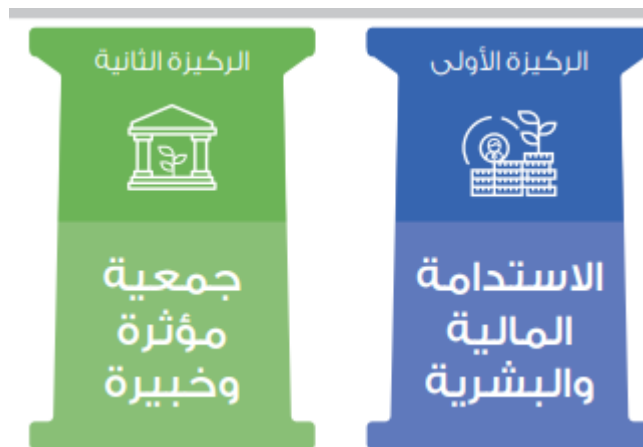 الركيزة الأولى
الاستدامة
المالية
والبشرية
الركيزة الثانية
جمعية
مؤثرة
وخبيرة